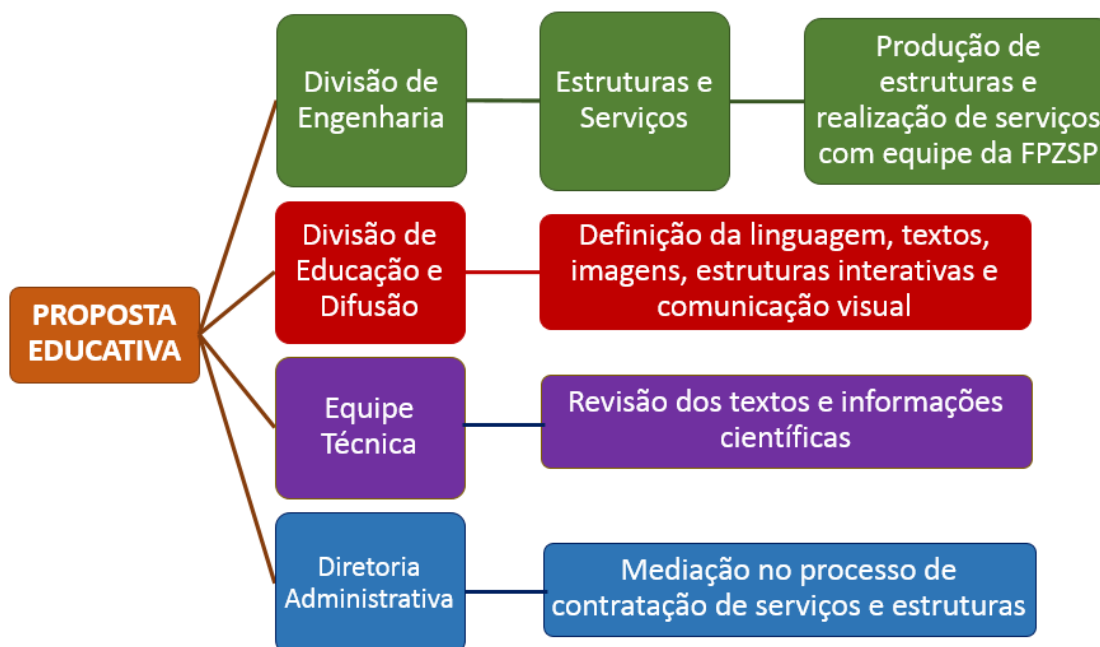 PROPOSTA
EDUCATIVA
Divisão de
Engenharia
Estruturas e
Serviços
Produção de
estruturas e
realização de serviços
com equipe da FPZSP
Divisão de
Educação e
Difusão
Definição da linguagem, textos,
imagens, estruturas interativas e
comunicação visual
Equipe
Técnica
Revisão dos textos e informações
científicas
Diretoria
Administrativa
Mediação no processo de
contratação de serviços e estruturas